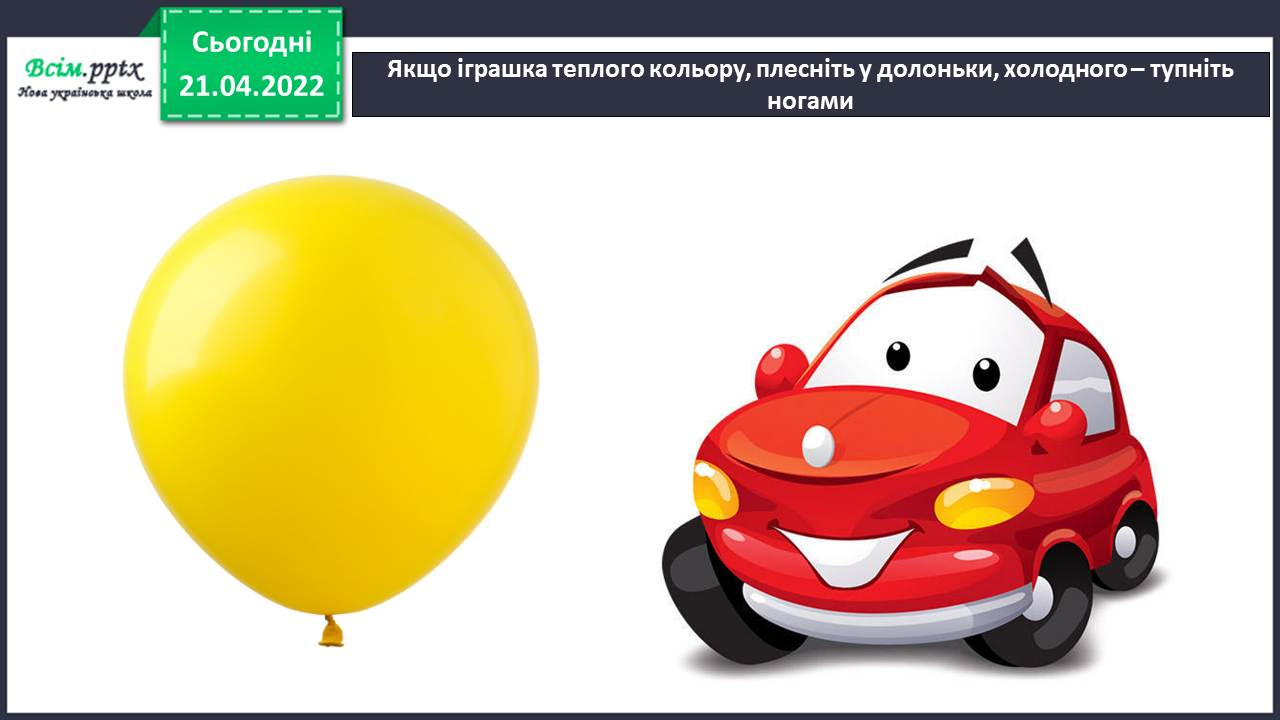 Всім.pptx
Нова українська школа
Сьогодні
21.04.2022
Якщо іграшка теплого кольору, плесніть у долоньки, холодного – тупніть
ногами